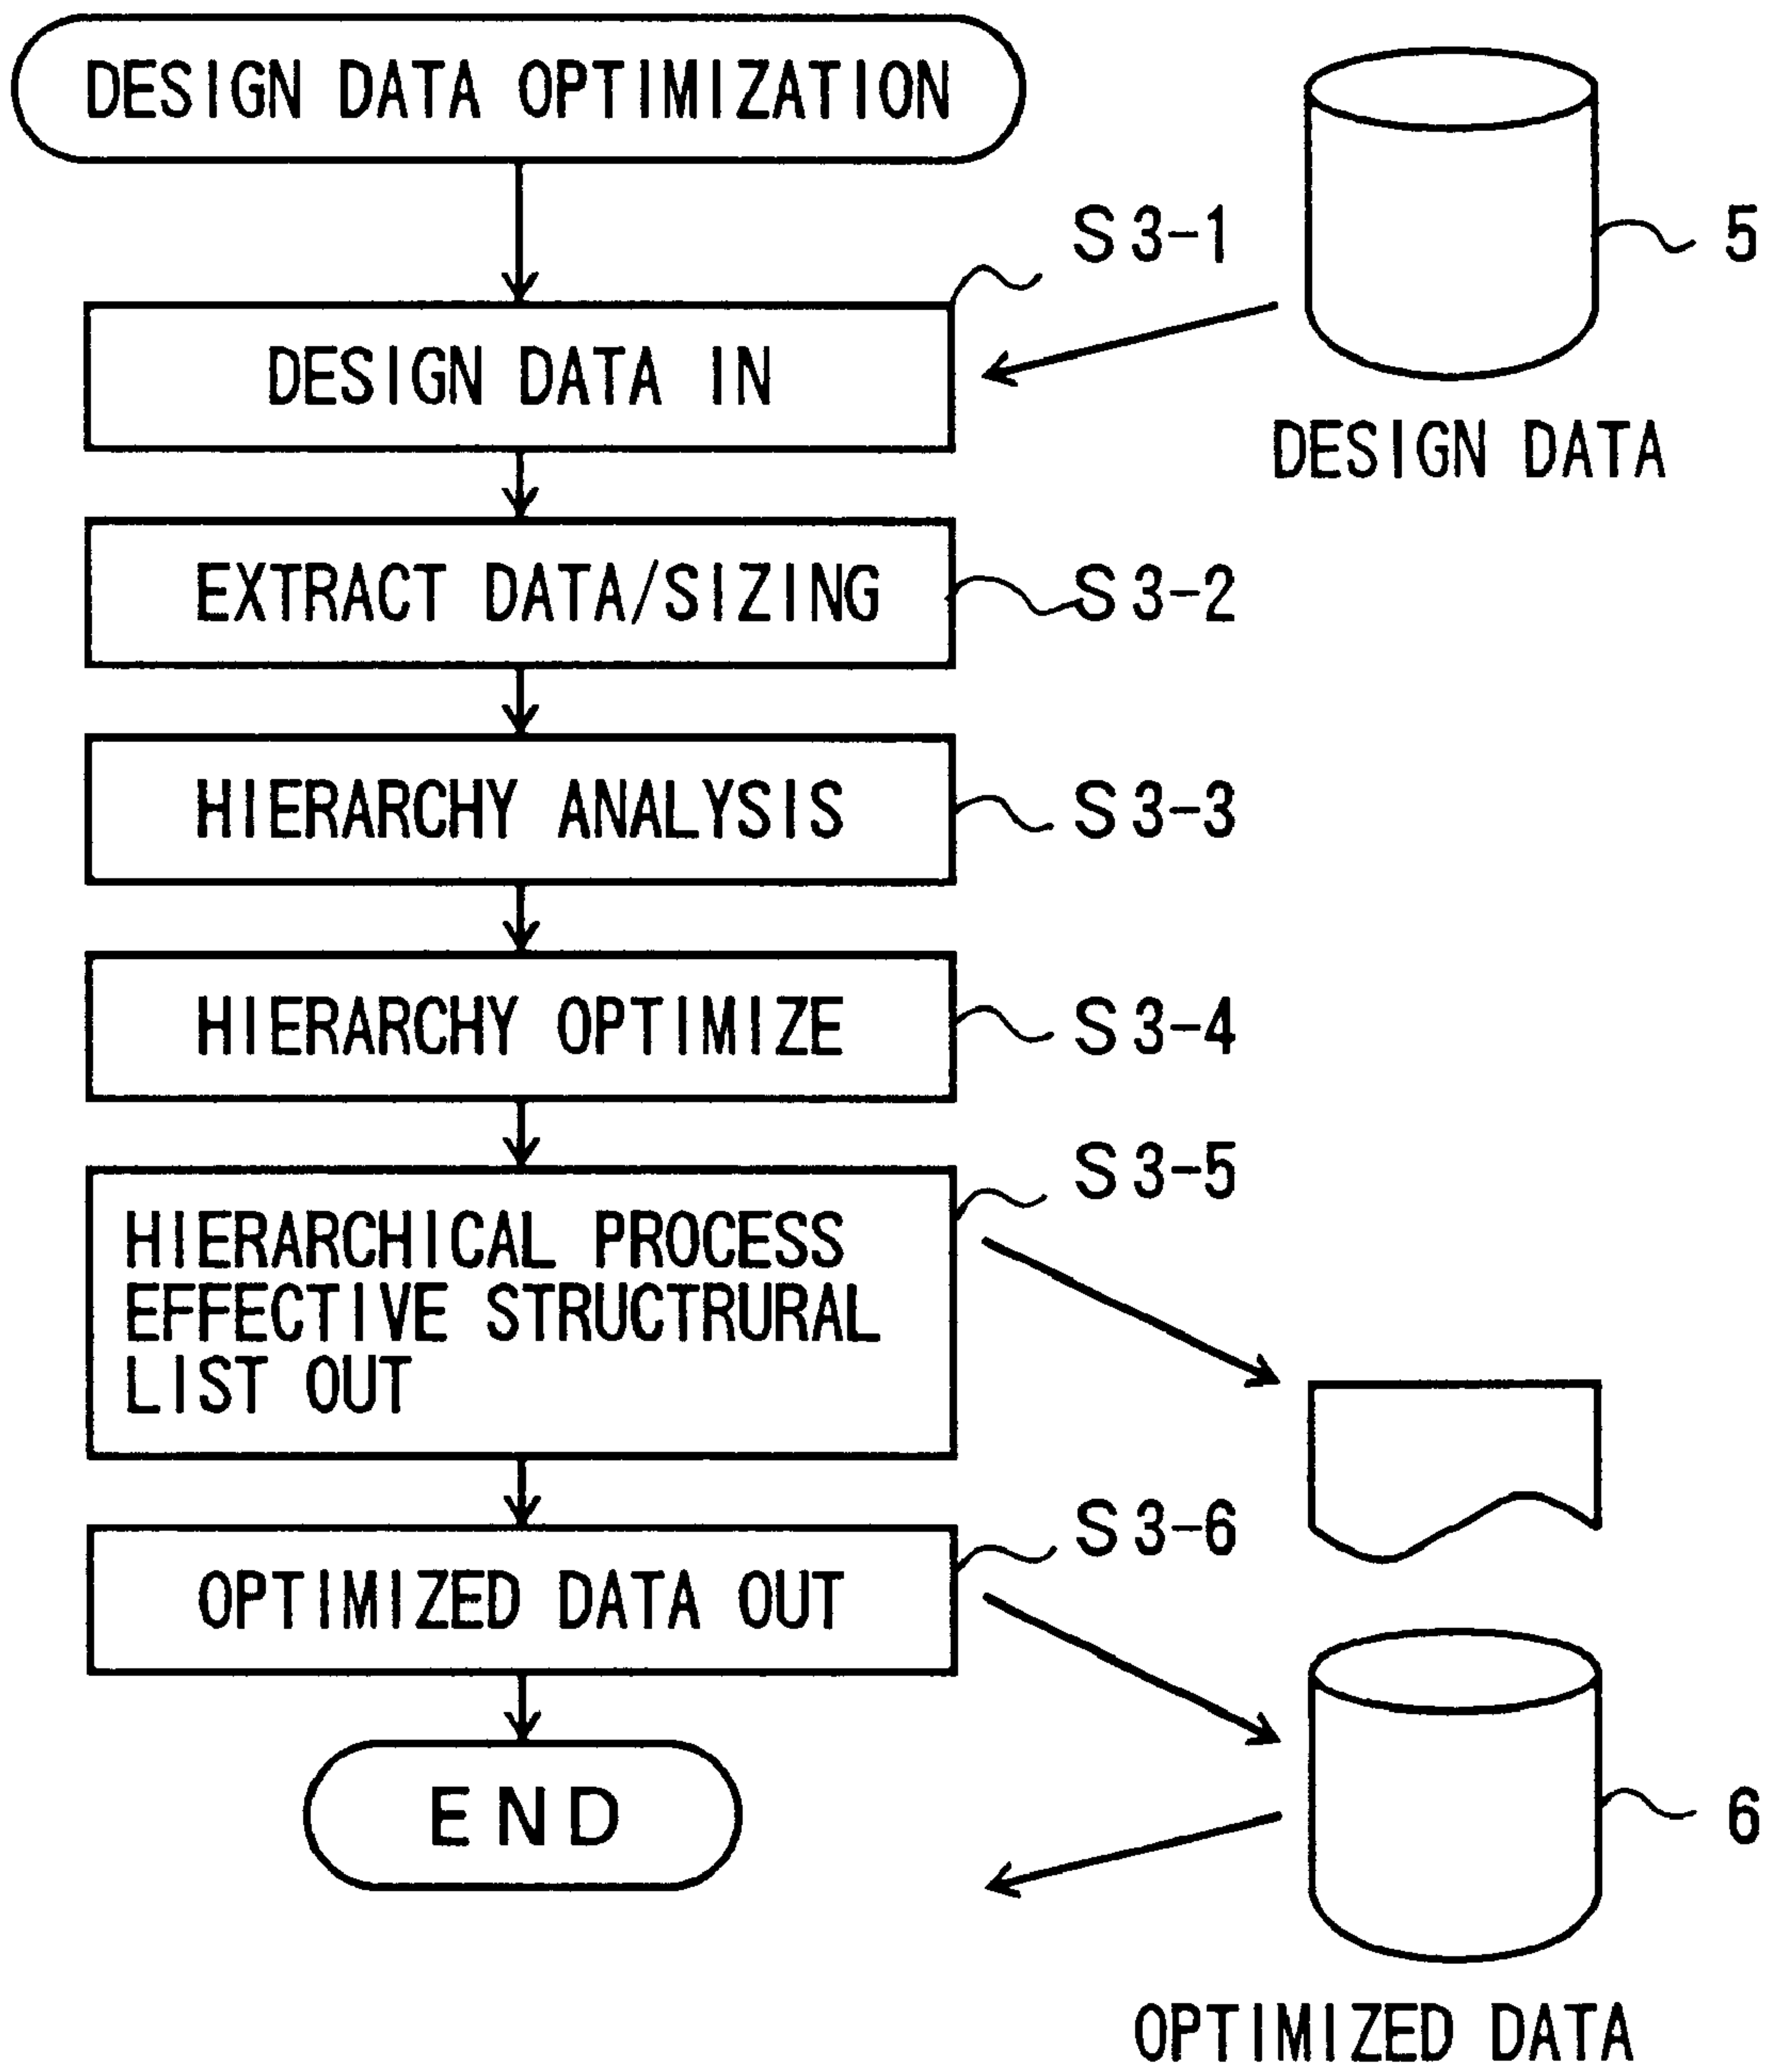 DESIGN DATA OPTIMIZATION
S3-1
5
DESIGN DATA IN
DESIGN DATA
EXTRACT DATA/SIZING
S3-2
HIERARCHY ANALYSIS
S3-3
HIERARCHY OPTIMIZE
S3-4
S3-5
HIERARCHICAL PROCESS
EFFECTIVE STRUCTRURAL
LIST OUT
S3-6
OPTIMIZED DATA OUT
END
6
OPTIMIZED DATA